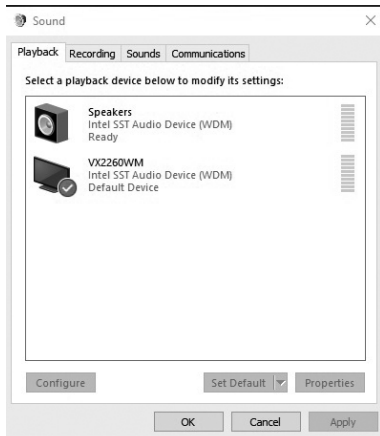 Sound
Playback Recording Sounds Communications
Select a playback device below to modify its settings:
Speakers
Intel SST Audio Device (WDM)
Ready
VX2260WM
Intel SST Audio Device (WDM)
Default Device
Configure Set Default Properties
OK Cancel Apply